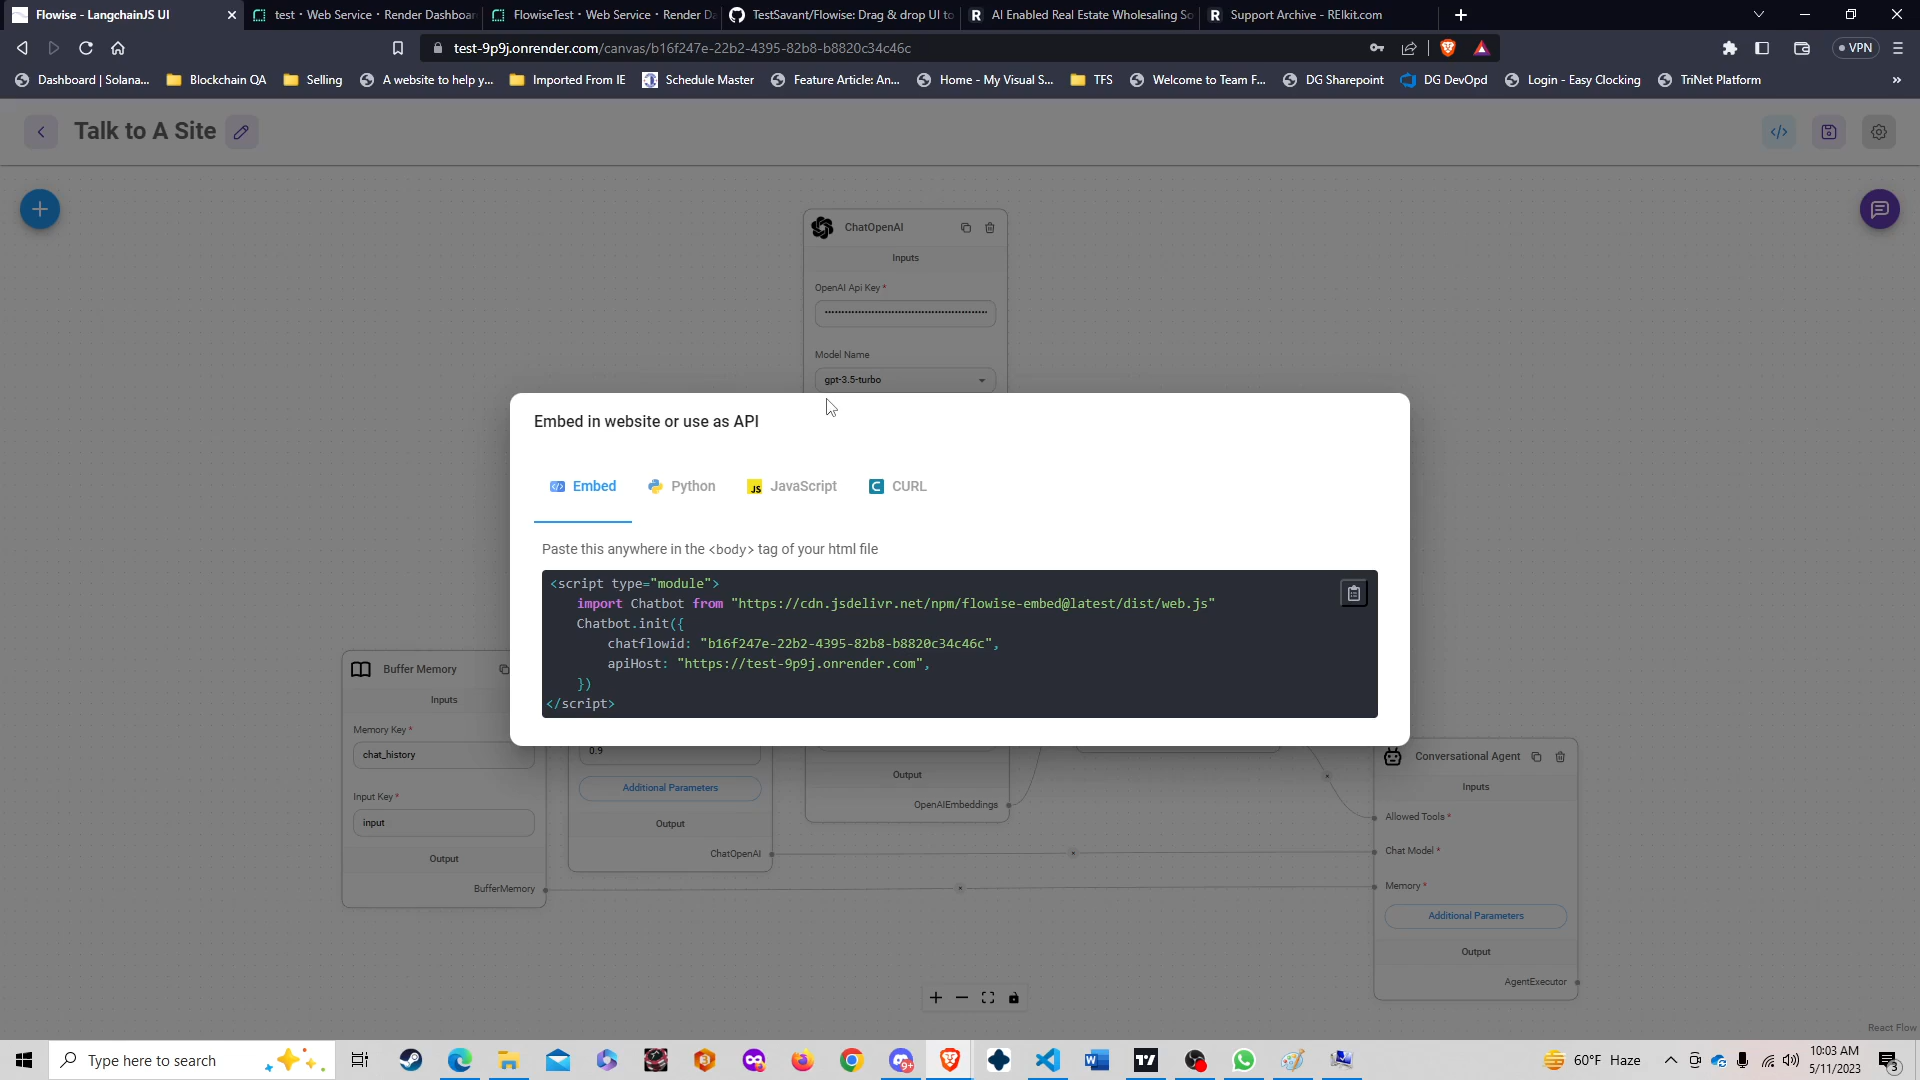 Flowise - LangchainJS UI
test · Web Service · Render Dashboar
FlowiseTest · Web Service · Render Da
TestSavant/Flowise: Drag & drop UI to
AI Enabled Real Estate Wholesaling So
Support Archive - REIkit.com
test-9p9j.onrender.com/canvas/b16f247e-22b2-4395-82b8-b8820c34c46c
VPN
Dashboard | Solana...
Blockchain QA
Selling
A website to help y...
Imported From IE
Schedule Master
Feature Article: An...
Home - My Visual S...
TFS
Welcome to Team F...
DG Sharepoint
DG DevOpd
Login - Easy Clocking
TriNet Platform
»
Talk to A Site
ChatOpenAI
Inputs
OpenAI Api Key *
Model Name
gpt-3.5-turbo
Embed in website or use as API
Embed
Python
JavaScript
CURL
Paste this anywhere in the <body> tag of your html file
<script type="module">
import Chatbot from "https://cdn.jsdelivr.net/npm/flowise-embed@latest/dist/web.js"
Chatbot.init({
chatflowid: "b16f247e-22b2-4395-82b8-b8820c34c46c",
apiHost: "https://test-9p9j.onrender.com",
})
</script>
Buffer Memory
Inputs
Memory Key *
chat_history
Input Key *
input
Output
BufferMemory
0.9
Additional Parameters
Output
ChatOpenAI
Output
OpenAIEmbeddings
Conversational Agent
Inputs
Allowed Tools *
Chat Model *
Memory *
Additional Parameters
Output
AgentExecutor
React Flow
Type here to search
9+
60°F Haze
10:03 AM
5/11/2023
3